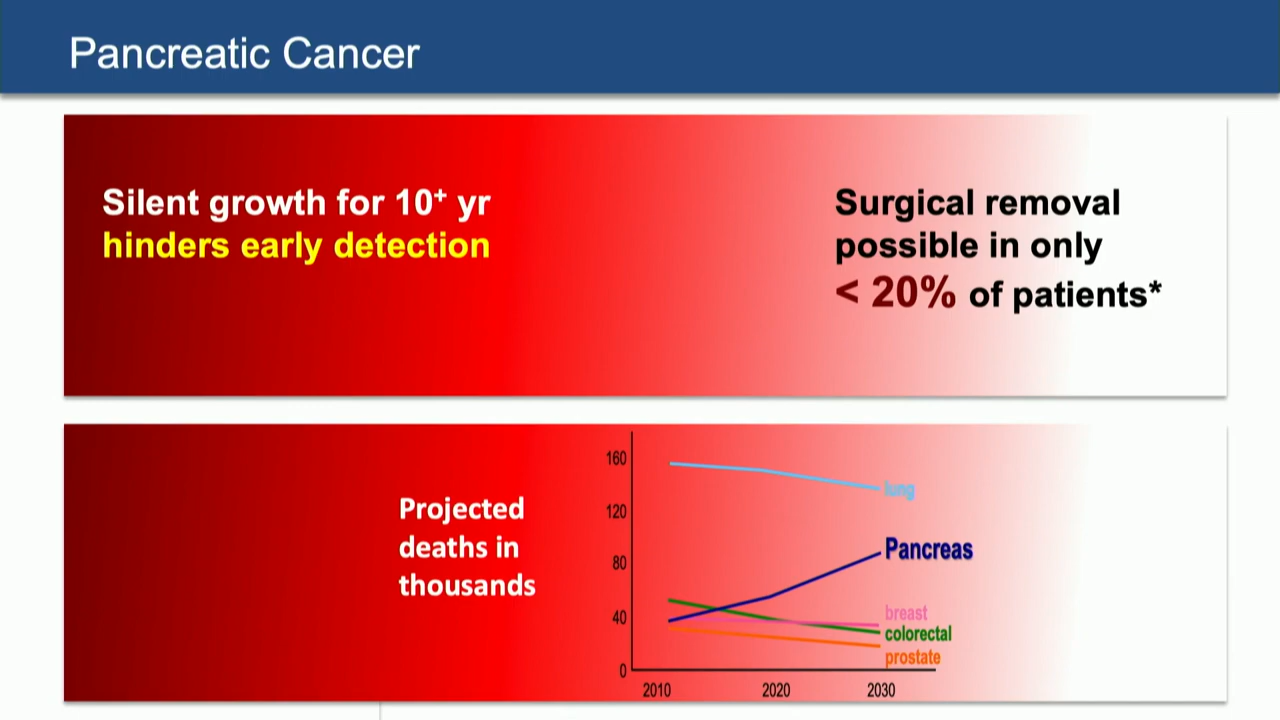 Pancreatic Cancer
Silent growth for 10⁺ yr
hinders early detection
Surgical removal
possible in only
< 20% of patients*
Projected
deaths in
thousands
160
120
80
40
0
lung
Pancreas
breast
colorectal
prostate
2010 2020 2030